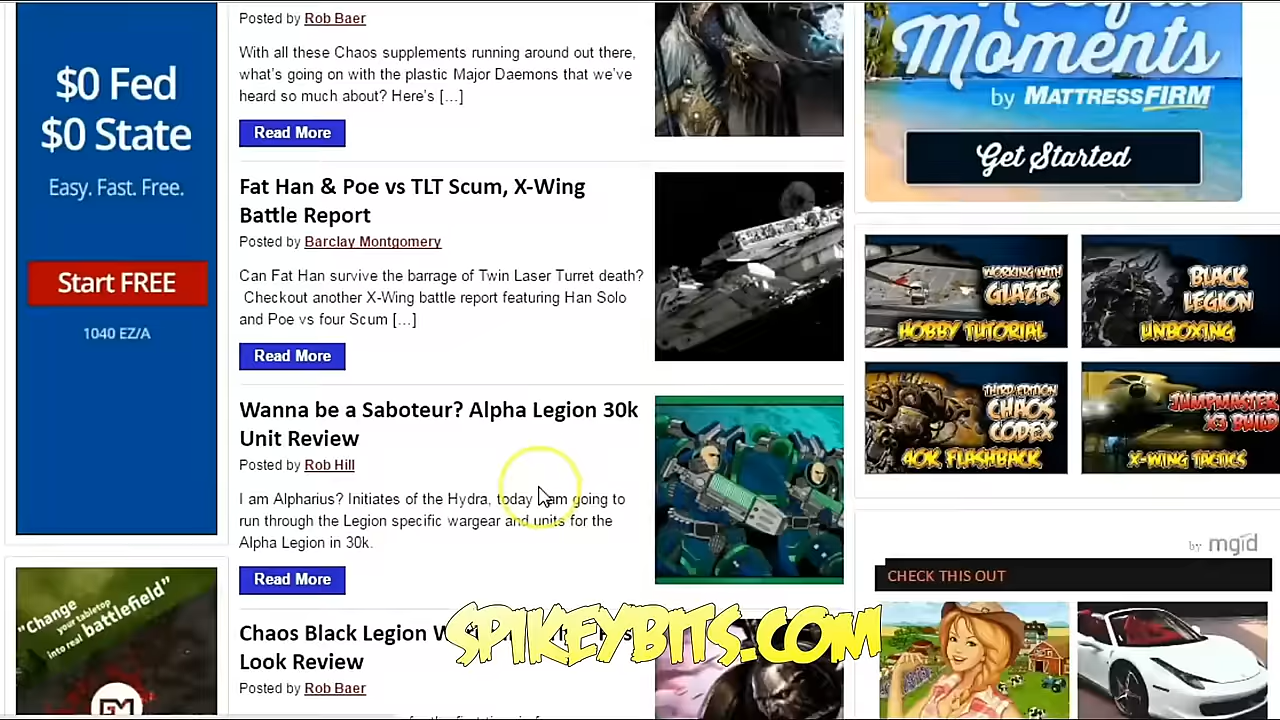 $0 Fed
$0 State
Easy. Fast. Free.
Start FREE
1040 EZ/A
"Change
your tabletop
into real
battlefield"
GM
Posted by Rob Baer
With all these Chaos supplements running around out there,
what's going on with the plastic Major Daemons that we've
heard so much about? Here's [...]
Read More
Fat Han & Poe vs TLT Scum, X-Wing
Battle Report
Posted by Barclay Montgomery
Can Fat Han survive the barrage of Twin Laser Turret death?
Checkout another X-Wing battle report featuring Han Solo
and Poe vs four Scum [...]
Read More
Wanna be a Saboteur? Alpha Legion 30k
Unit Review
Posted by Rob Hill
I am Alpharius? Initiates of the Hydra, today I am going to
run through the Legion specific wargear and units for the
Alpha Legion in 30k.
Read More
Chaos Black Legion
Look Review
Posted by Rob Baer
SPIKEYBITS.COM
Moments
by MATTRESSFIRM
Get Started
WORKING WITH
GLAZES
HOBBY TUTORIAL
BLACK
LEGION
UNBOXING
THIRD EDITION
CHAOS
CODEX
40K FLASHBACK
JUMPMASTER
X3 BUILD
X-WING TACTICS
by mgid
CHECK THIS OUT